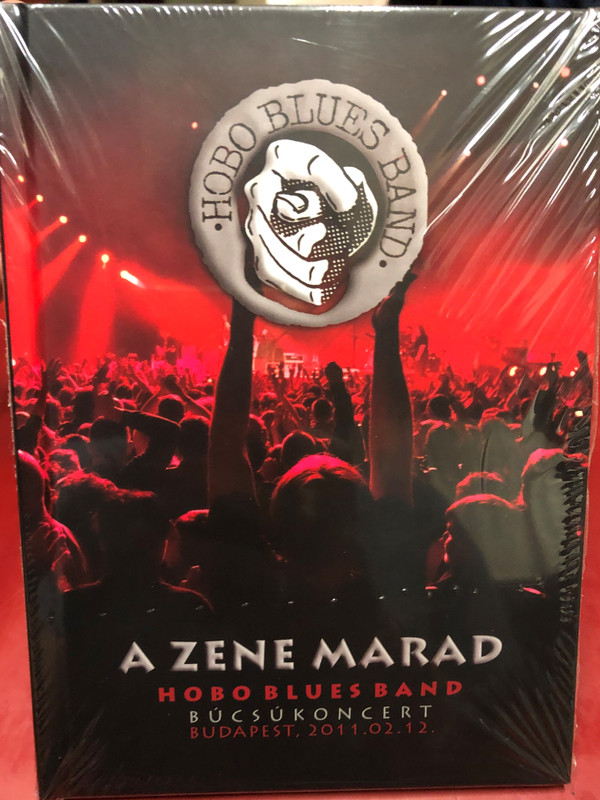 ·HOBO BLUES BAND·
A ZENE MARAD
HOBO BLUES BAND
BÚCSÚKONCERT
BUDAPEST, 2011.02.12.